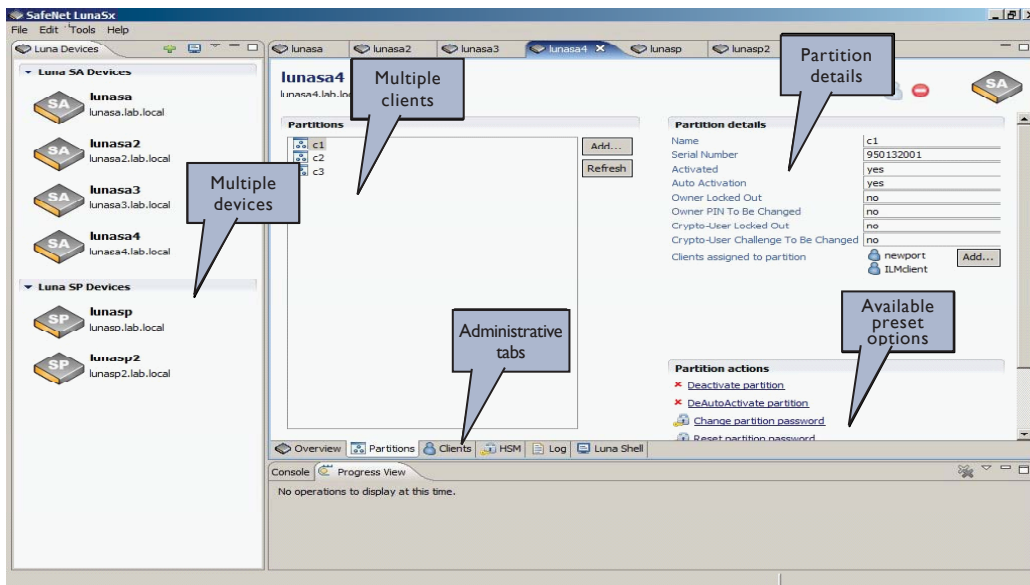 SafeNet LunaSx
File Edit Tools Help
Luna Devices
lunasa
lunasa2
lunasa3
lunasa4
lunasp
lunasp2
Luna SA Devices
SA
lunasa
lunasa.lab.local
SA
lunasa2
lunasa2.lab.local
SA
lunasa3
lunasa3.lab.local
SA
lunasa4
lunasa4.lab.local
Luna SP Devices
SP
lunasp
lunasp.lab.local
SP
lunasp2
lunasp2.lab.local
Multiple
devices
lunasa4
Multiple
clients
Partitions
c1
c2
c3
Add...
Refresh
Partition
details
SA
Partition details
Name c1
Serial Number 950132001
Activated yes
Auto Activation yes
Owner Locked Out no
Owner PIN To Be Changed no
Crypto-User Locked Out no
Crypto-User Challenge To Be Changed no
Clients assigned to partition newport Add...
ILMclient
Available
preset
options
Administrative
tabs
Partition actions
Deactivate partition
DeAutoActivate partition
Change partition password
Reset partition password
Overview Partitions Clients HSM Log Luna Shell
Console Progress View
No operations to display at this time.